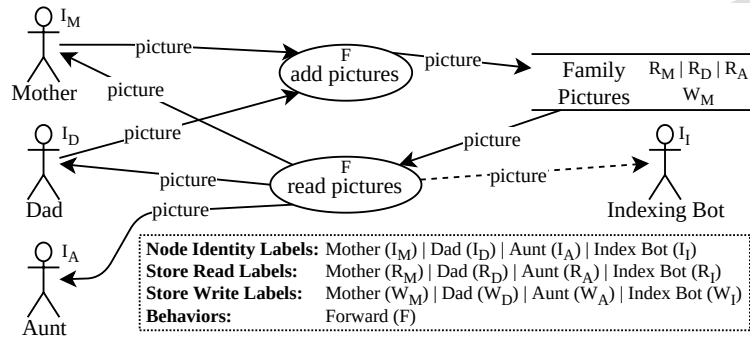 I_M
picture
F
add pictures
picture
Family Pictures
R_M | R_D | R_A
W_M
Mother
picture
I_D
picture
picture
I_I
F
read pictures
picture
picture
Dad
Indexing Bot
picture
I_A
Aunt
Node Identity Labels: Mother (I_M) | Dad (I_D) | Aunt (I_A) | Index Bot (I_I)
Store Read Labels: Mother (R_M) | Dad (R_D) | Aunt (R_A) | Index Bot (R_I)
Store Write Labels: Mother (W_M) | Dad (W_D) | Aunt (W_A) | Index Bot (W_I)
Behaviors: Forward (F)